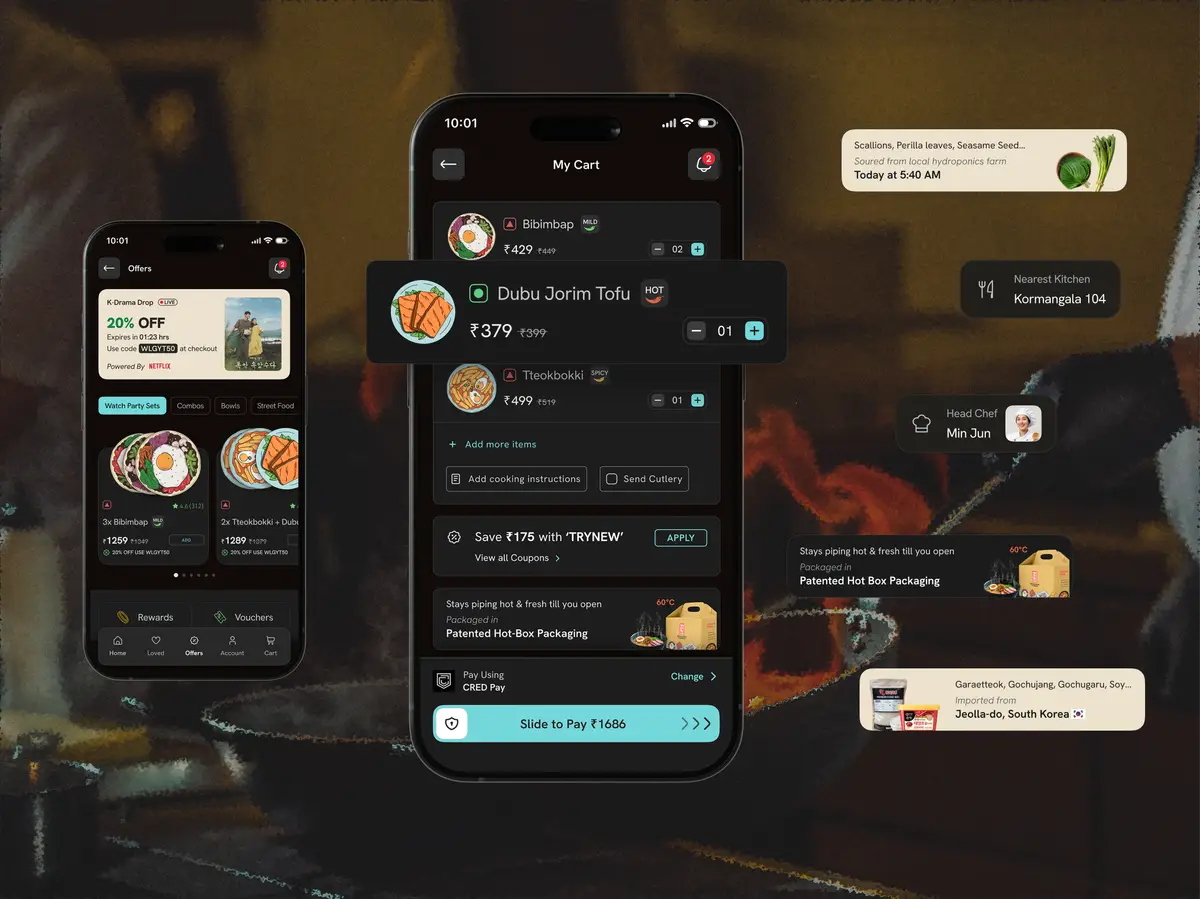 10:01
Offers
2
K-Drama Drop LIVE
20% OFF
Expires in 01:23 hrs
Use code WLGYT50 at checkout
Powered By NETFLIX
Watch Party Sets
Combos
Bowls
Street Food
4.6 (312)
3x Bibimbap MILD
₹1259 ₹1347
ADD
20% OFF USE WLGYT50
2x Tteokbokki + Dubu
₹1289 ₹1079
20% OFF USE WLGYT50
Rewards
Vouchers
Home
Loved
Offers
Account
Cart
10:01
My Cart
2
Bibimbap MILD
₹429 ₹449
02
Dubu Jorim Tofu HOT
₹379 ₹399
01
Tteokbokki SPICY
₹499 ₹519
01
+ Add more items
Add cooking instructions
Send Cutlery
Save ₹175 with ‘TRYNEW’
APPLY
View all Coupons
Stays piping hot & fresh till you open
Packaged in
Patented Hot-Box Packaging
60°C
Pay Using
CRED Pay
Change
Slide to Pay ₹1686
Scallions, Perilla leaves, Seasame Seed...
Soured from local hydroponics farm
Today at 5:40 AM
Nearest Kitchen
Kormangala 104
Head Chef
Min Jun
Stays piping hot & fresh till you open
Packaged in
Patented Hot Box Packaging
60°C
Garaetteok, Gochujang, Gochugaru, Soy...
Imported from
Jeolla-do, South Korea